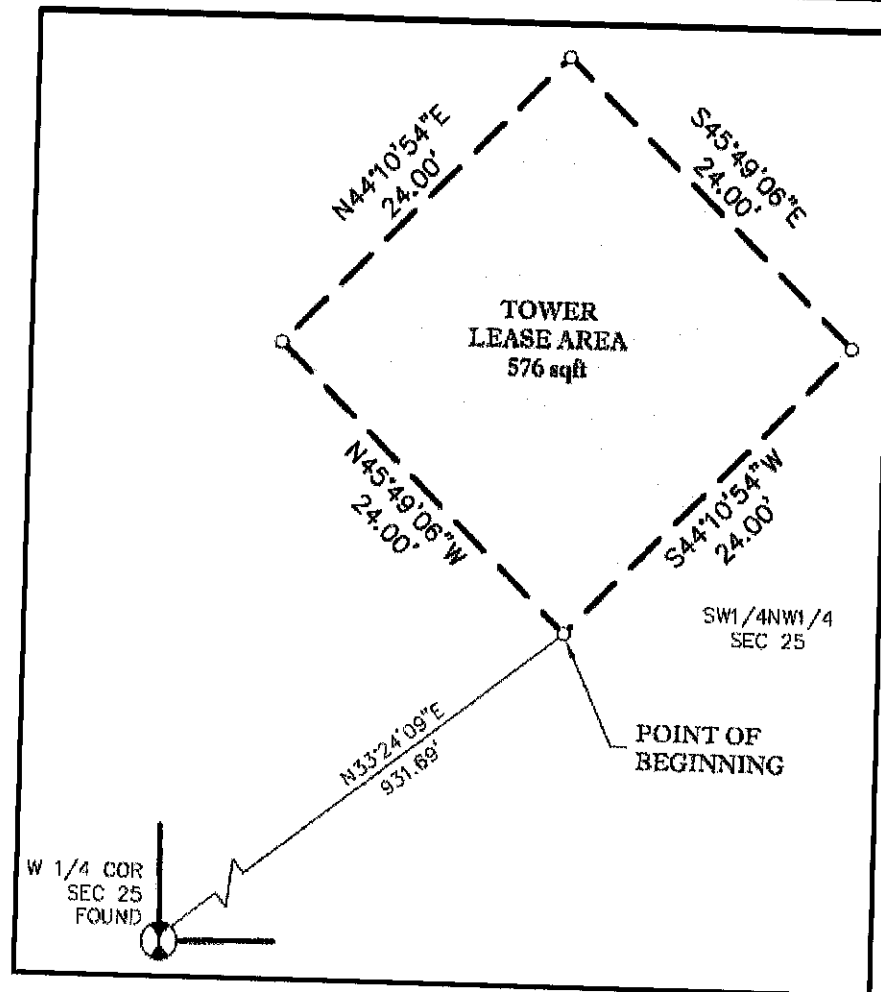 N44°10'54"E
24.00'
S45°49'06"E
24.00'
TOWER
LEASE AREA
576 sqft
N45°49'06"W
24.00'
S44°10'54"W
24.00'
SW1/4NW1/4
SEC 25
N33°24'09"E
931.69'
POINT OF
BEGINNING
W 1/4 COR
SEC 25
FOUND